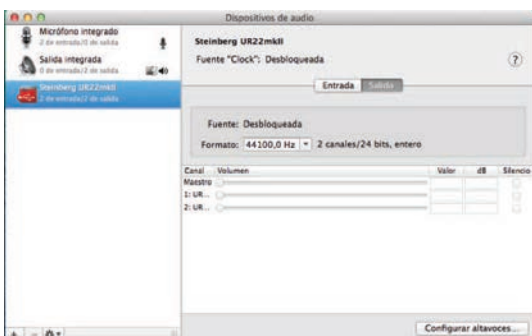 Dispositivos de audio
Micrófono integrado
2 de entrada/0 de salida
Salida integrada
0 de entrada/2 de salida
Steinberg UR22mkII
2 de entrada/2 de salida
Steinberg UR22mkII
Fuente "Clock": Desbloqueada
?
Entrada
Salida
Fuente: Desbloqueada
Formato: 44100,0 Hz 2 canales/24 bits, entero
Canal Volumen Valor dB Silencio
Maestro
1: UR...
2: UR...
Configurar altavoces...